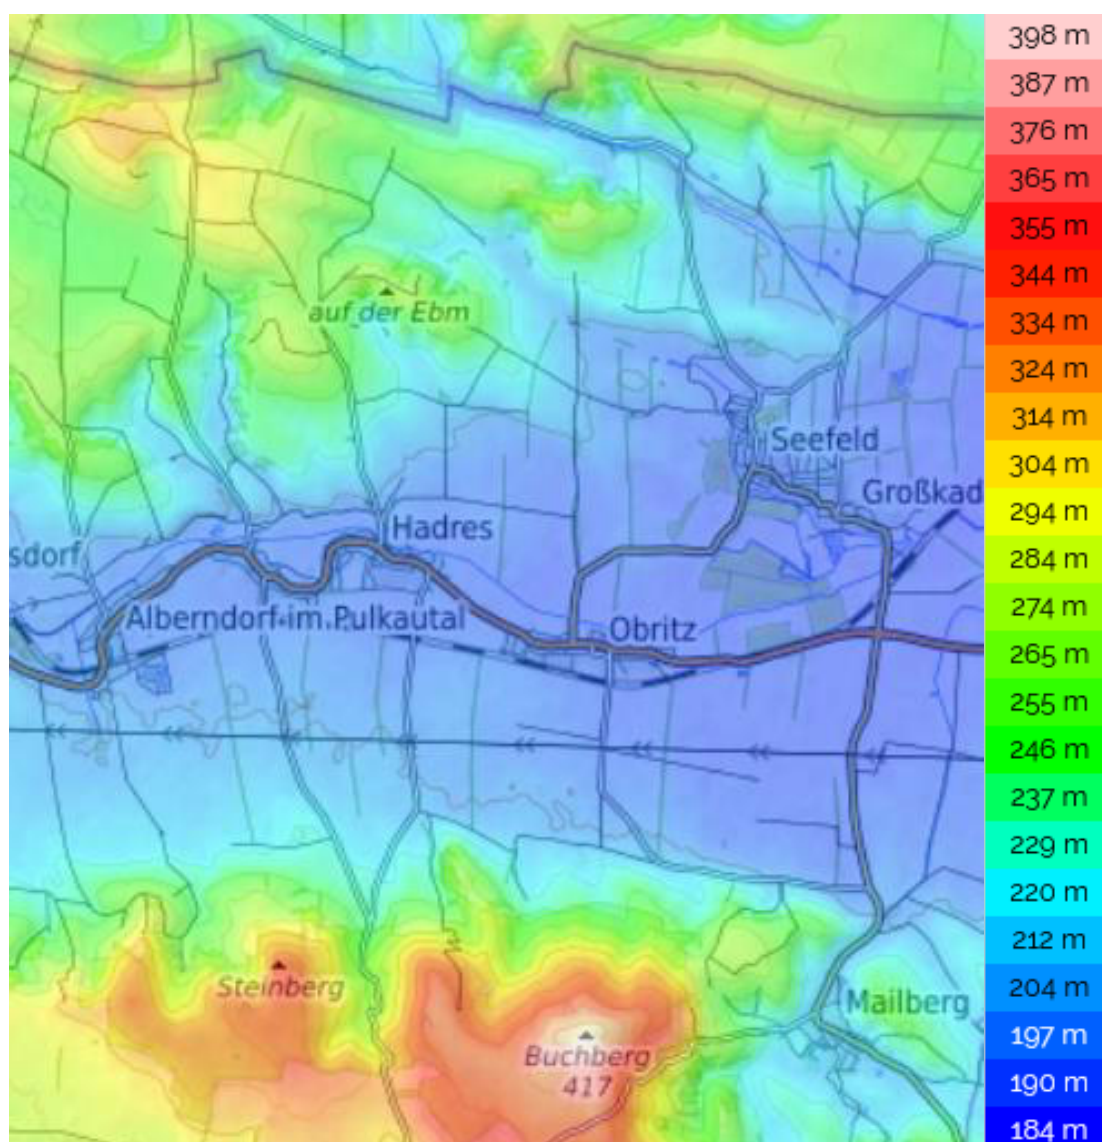 398 m
387 m
376 m
365 m
355 m
344 m
334 m
324 m
314 m
304 m
294 m
284 m
274 m
265 m
255 m
246 m
237 m
229 m
220 m
212 m
204 m
197 m
190 m
184 m
auf der Ebm
Seefeld
Großkad
Hadres
sdorf
Alberndorf im Pulkautal
Obritz
Steinberg
Mailberg
Buchberg
417